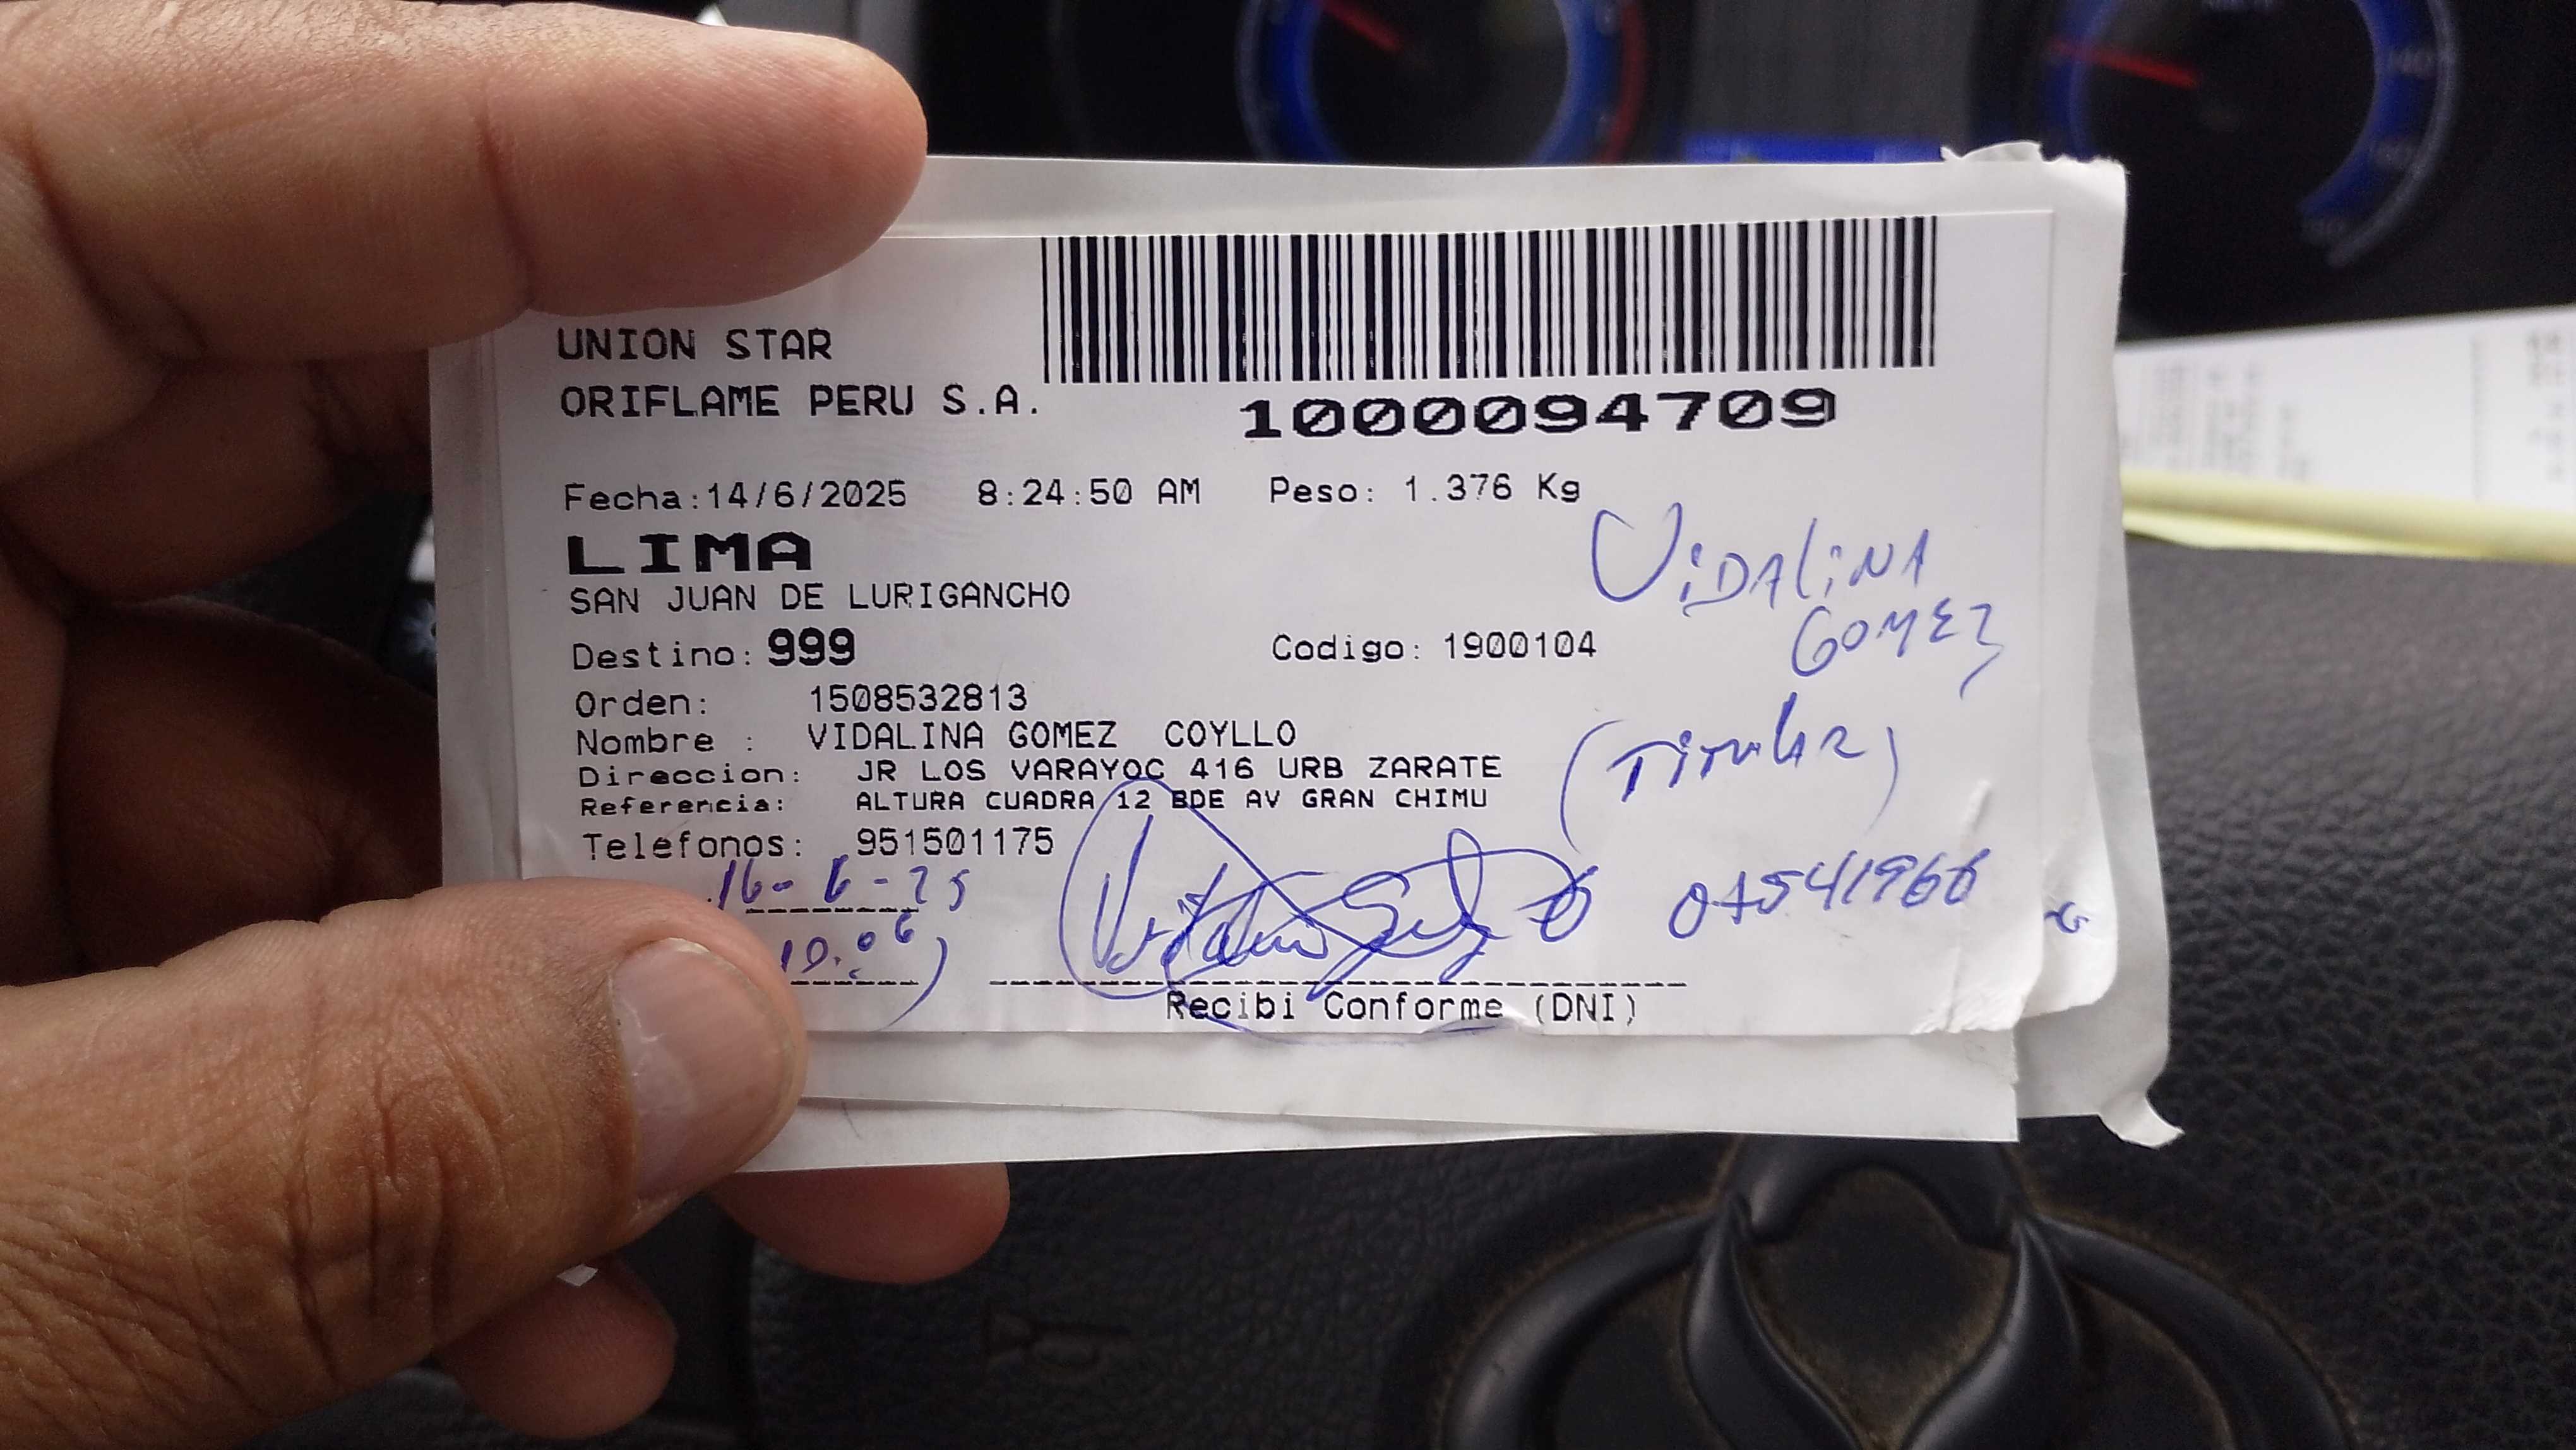 UNION STAR
ORIFLAME PERU S.A.
1000094709
Fecha:14/6/2025 8:24:50 AM Peso: 1.376 Kg
LIMA
SAN JUAN DE LURIGANCHO
Destino: 999 Codigo: 1900104
Orden: 1508532813
Nombre : VIDALINA GOMEZ COYLLO
Direccion: JR LOS VARAYOC 416 URB ZARATE
Referencia: ALTURA CUADRA 12 BDE AV GRAN CHIMU
Telefonos: 951501175
ViDALiNA
GOMEZ
(TiTulAR)
16-6-25
10:06
07541966
Recibi Conforme (DNI)
140